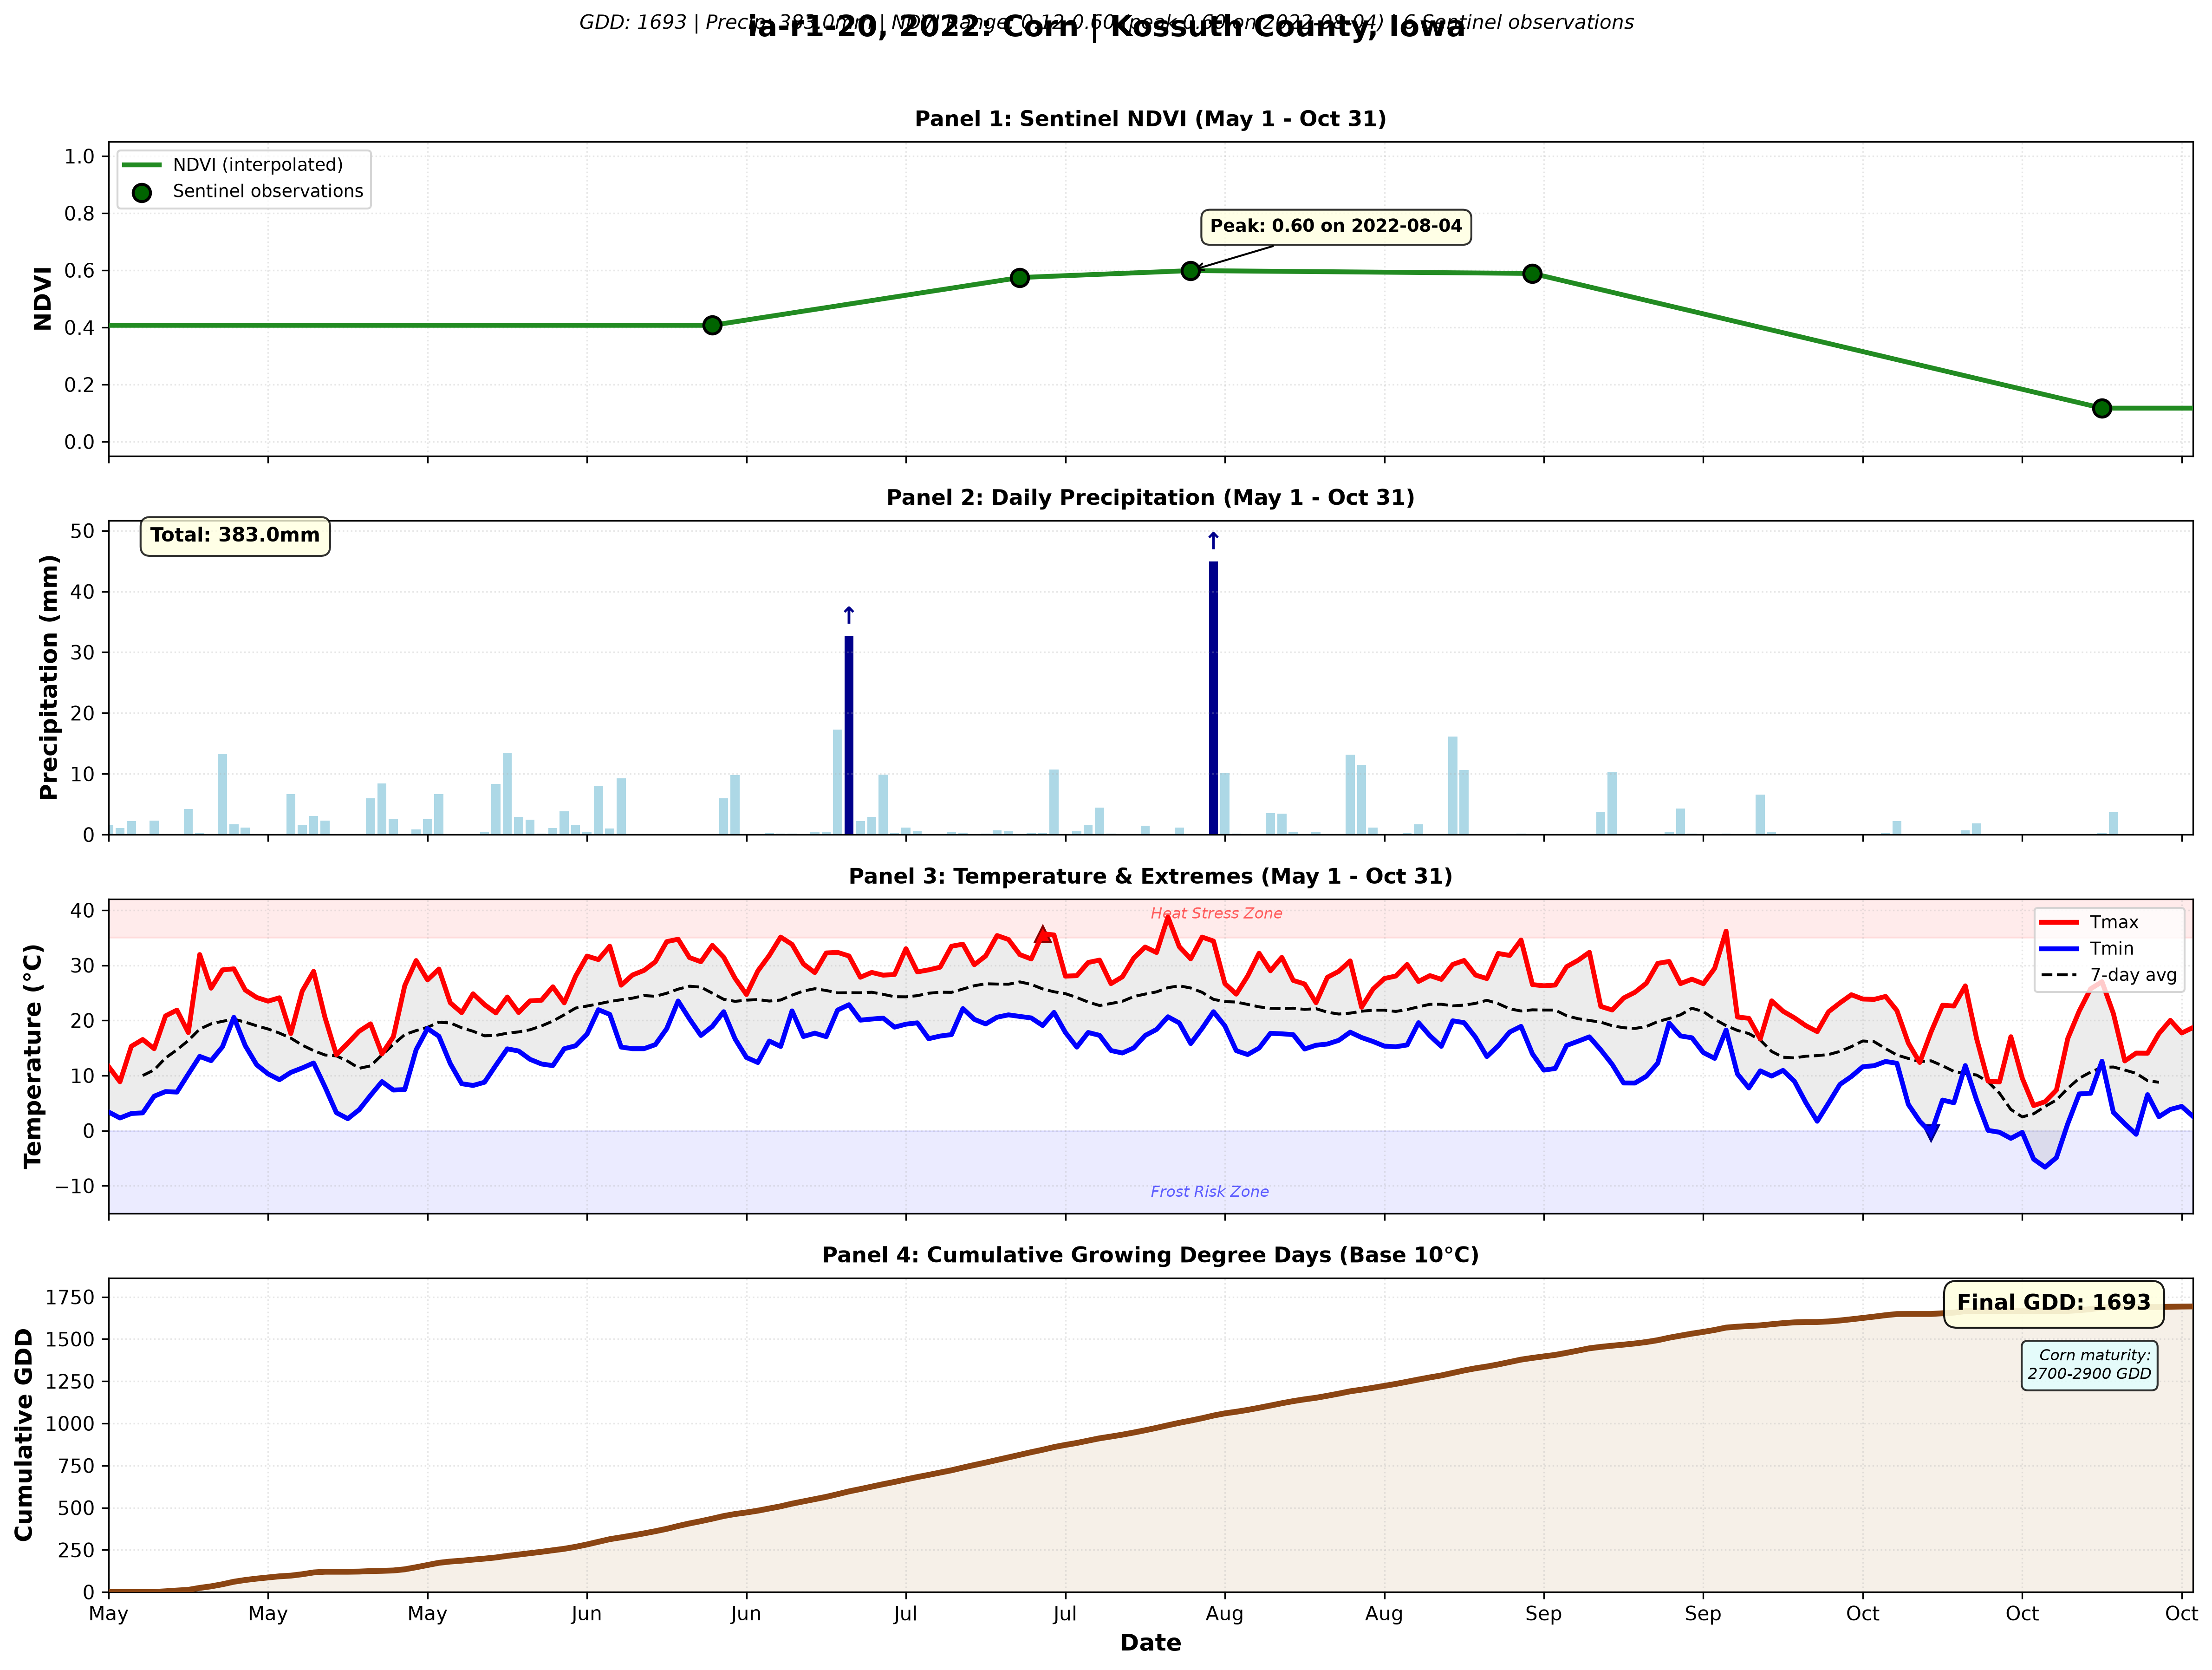 GDD: 1693 | Precip: 383.0mm | NDVI Range: 0.12-0.60 (peak 0.60 on 2022-08-04) | 6 Sentinel observations
ia-r1-20, 2022: Corn | Kossuth County, Iowa
Panel 1: Sentinel NDVI (May 1 - Oct 31)
NDVI
1.0
0.8
0.6
0.4
0.2
0.0
NDVI (interpolated)
Sentinel observations
Peak: 0.60 on 2022-08-04
Panel 2: Daily Precipitation (May 1 - Oct 31)
Precipitation (mm)
50
40
30
20
10
0
Total: 383.0mm
↑
↑
Panel 3: Temperature & Extremes (May 1 - Oct 31)
Temperature (°C)
40
30
20
10
0
−10
Heat Stress Zone
Frost Risk Zone
Tmax
Tmin
7-day avg
Panel 4: Cumulative Growing Degree Days (Base 10°C)
Cumulative GDD
1750
1500
1250
1000
750
500
250
0
Final GDD: 1693
Corn maturity:
2700-2900 GDD
May May May Jun Jun Jul Jul Aug Aug Sep Sep Oct Oct Oct
Date